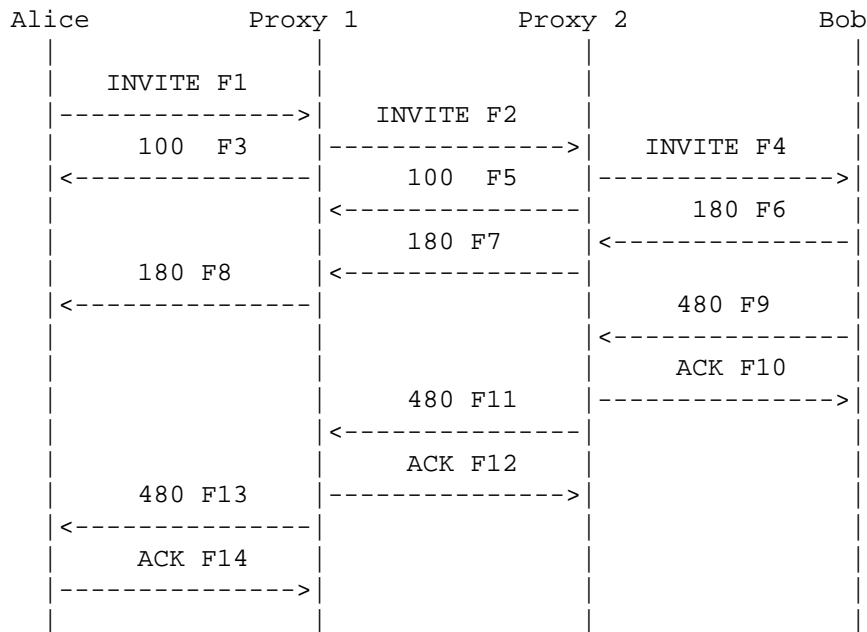 Alice Proxy 1 Proxy 2 Bob
INVITE F1
INVITE F2
100 F3
INVITE F4
100 F5
180 F6
180 F7
180 F8
480 F9
ACK F10
480 F11
ACK F12
480 F13
ACK F14